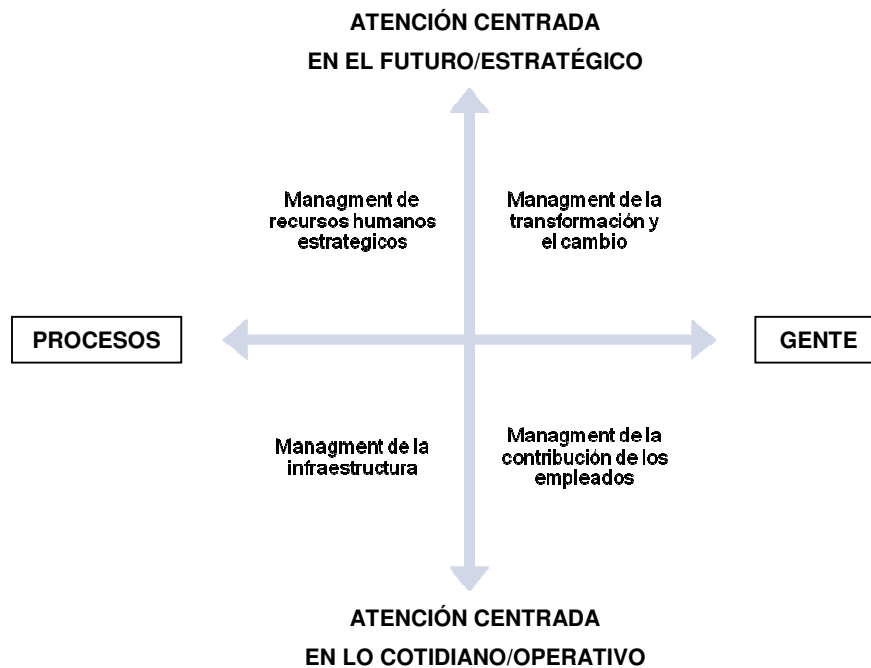 ATENCIÓN CENTRADA
EN EL FUTURO/ESTRATÉGICO
Managment de
recursos humanos
estrategicos
Managment de la
transformación y
el cambio
PROCESOS
GENTE
Managment de la
infraestructura
Managment de la
contribución de los
empleados
ATENCIÓN CENTRADA
EN LO COTIDIANO/OPERATIVO